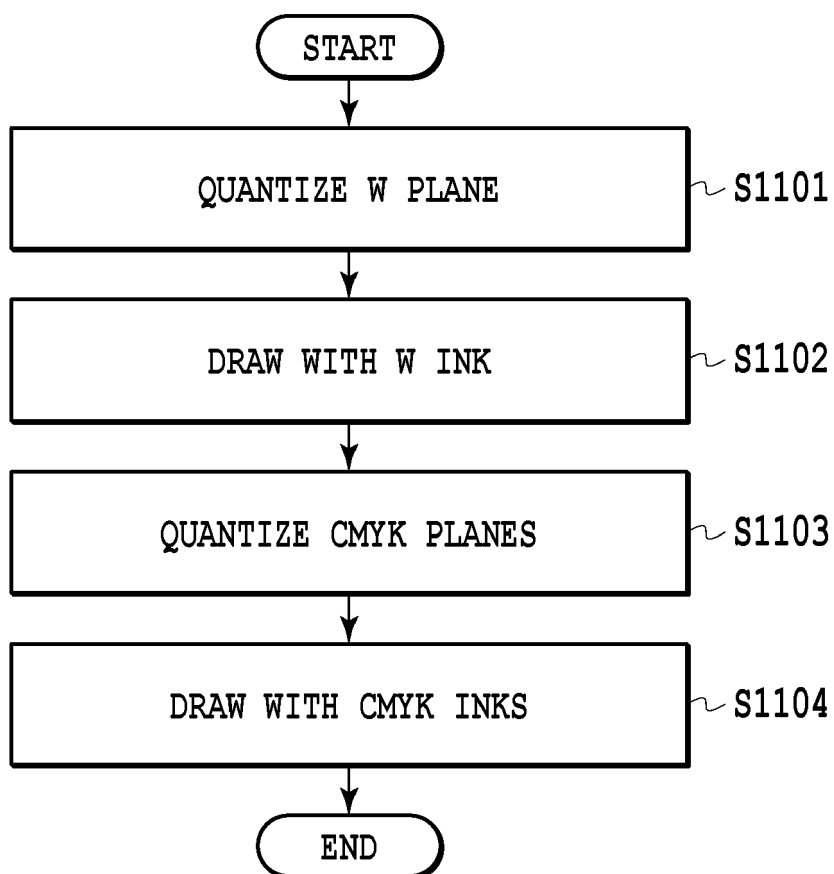 START
QUANTIZE W PLANE
S1101
DRAW WITH W INK
S1102
QUANTIZE CMYK PLANES
S1103
DRAW WITH CMYK INKS
S1104
END